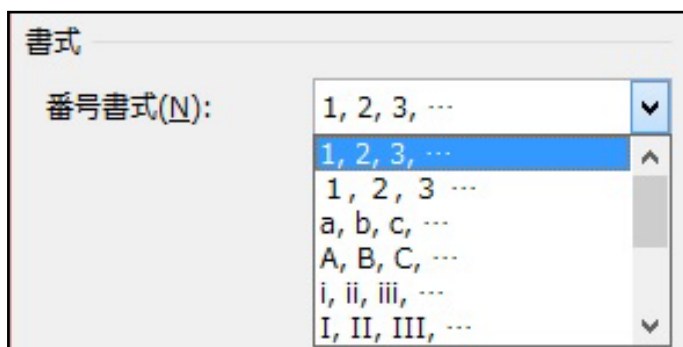 書式
番号書式(N): 1, 2, 3, …
1, 2, 3, …
１, ２, ３ …
a, b, c, …
A, B, C, …
i, ii, iii, …
I, II, III, …